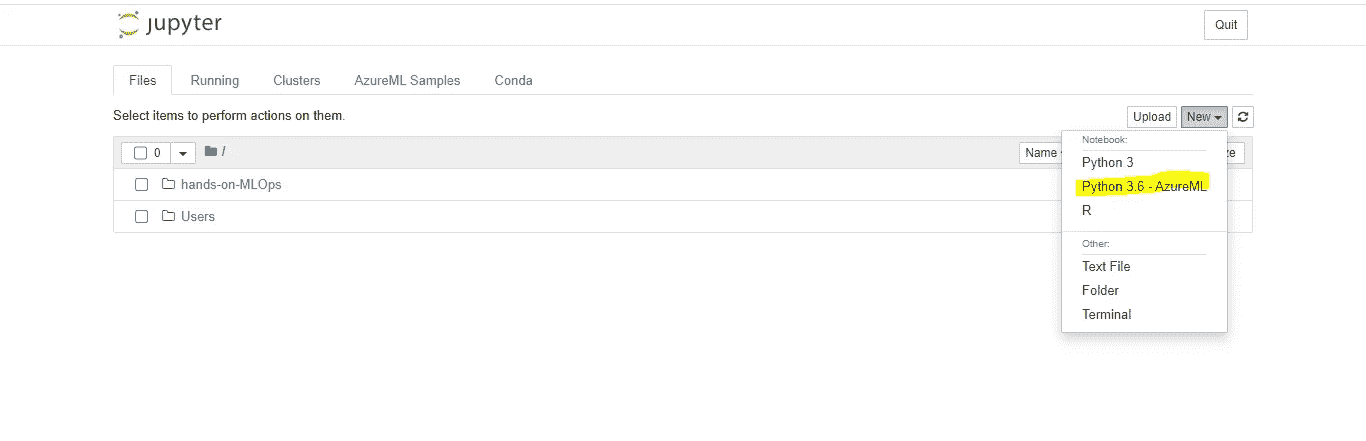 jupyter
Quit
Files Running Clusters AzureML Samples Conda
Select items to perform actions on them.
Upload New
0 /
Name
hands-on-MLOps
Users
Notebook:
Python 3
Python 3.6 - AzureML
R
Other:
Text File
Folder
Terminal